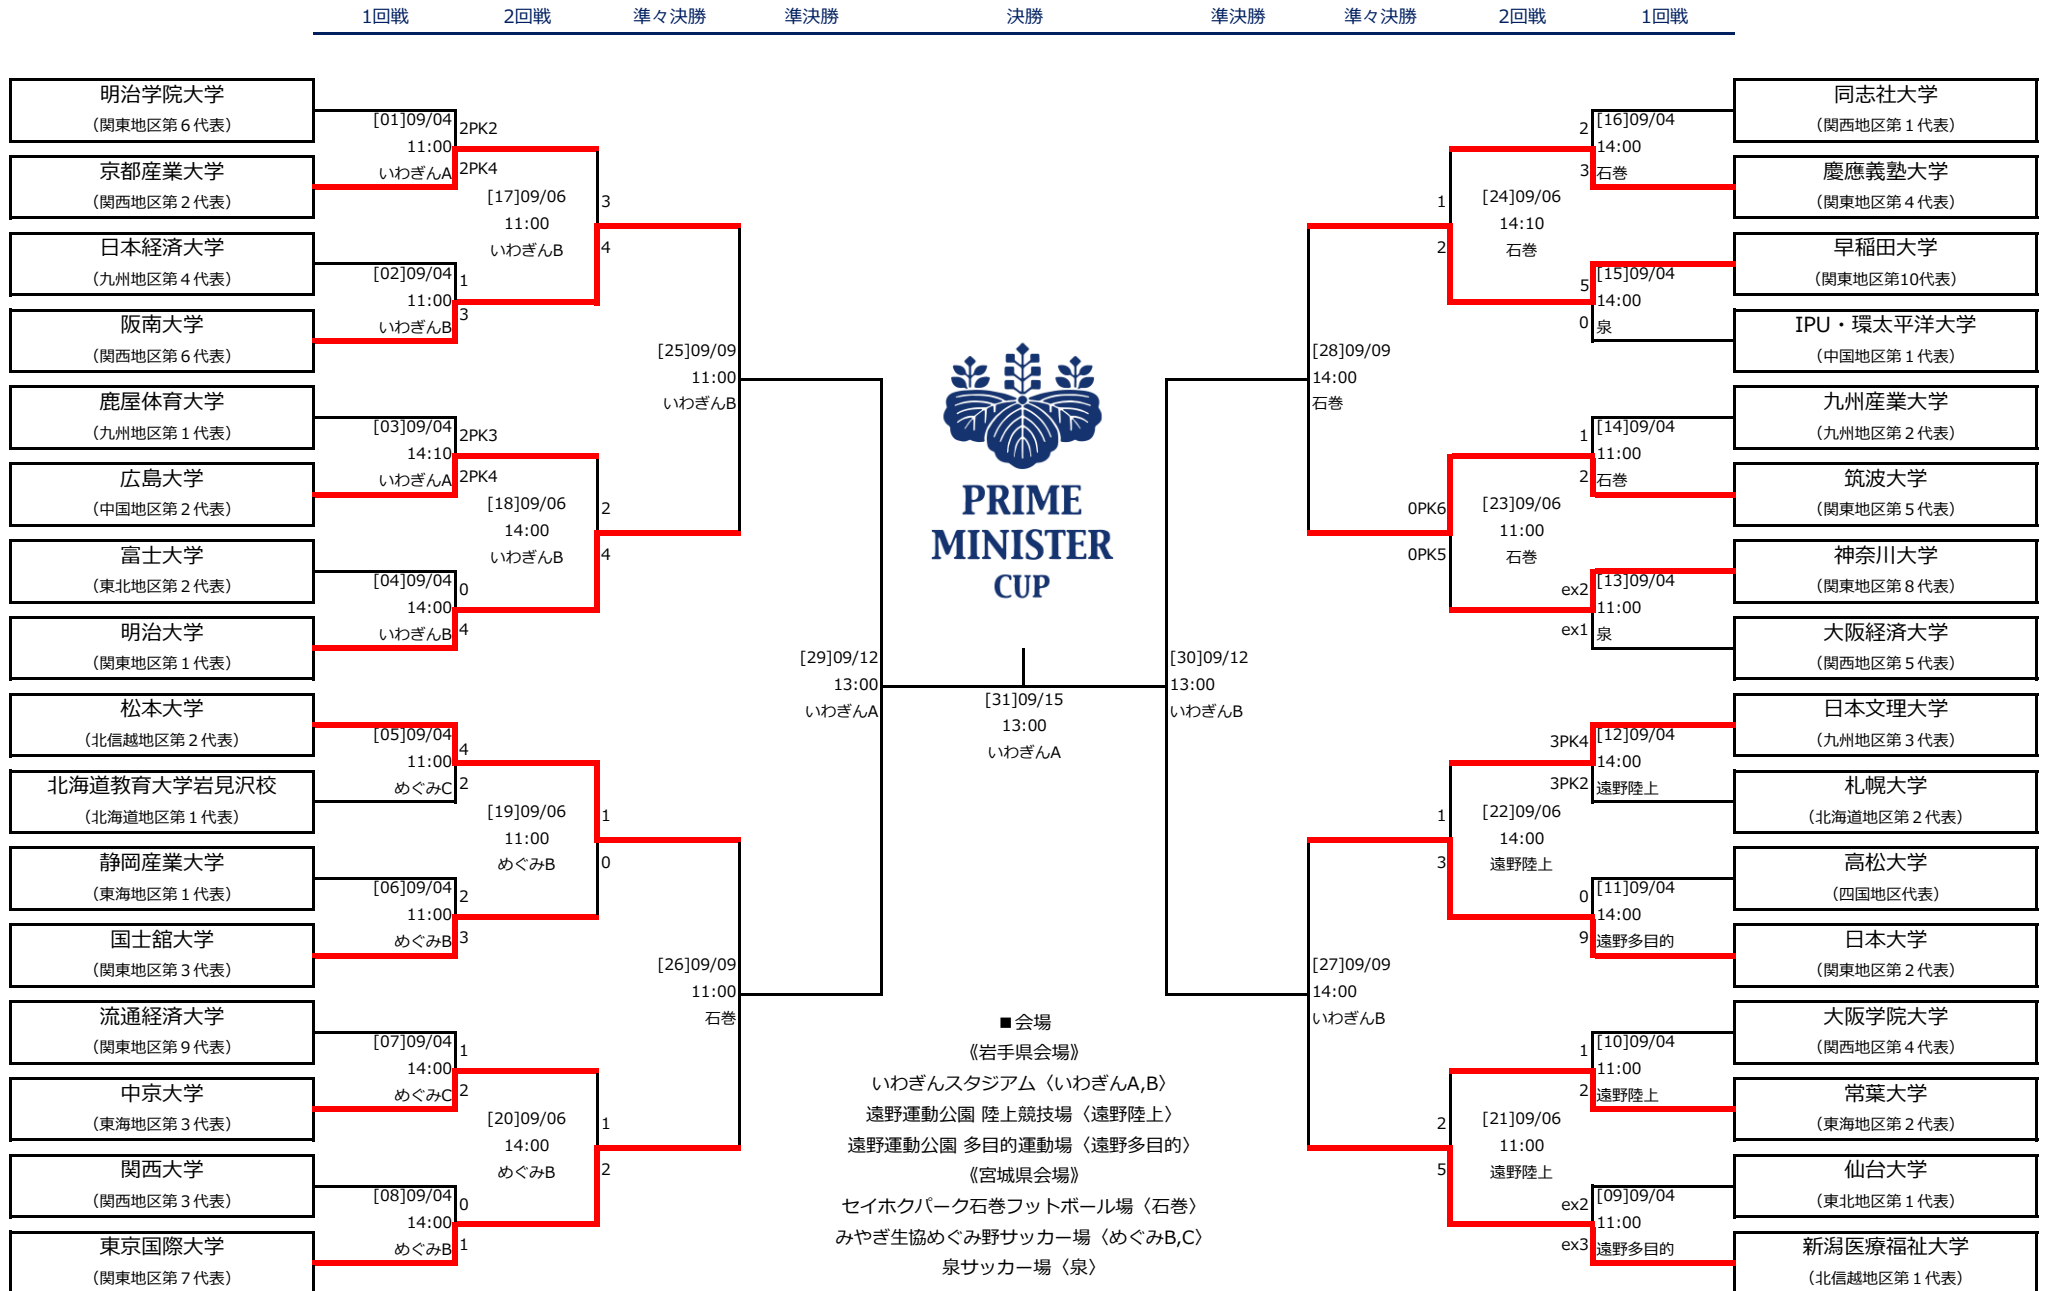 1回戦
2回戦
準々決勝
準決勝
決勝
準決勝
準々決勝
2回戦
1回戦
明治学院大学
（関東地区第６代表）
京都産業大学
（関西地区第２代表）
日本経済大学
（九州地区第４代表）
阪南大学
（関西地区第６代表）
鹿屋体育大学
（九州地区第１代表）
広島大学
（中国地区第２代表）
富士大学
（東北地区第２代表）
明治大学
（関東地区第１代表）
松本大学
（北信越地区第２代表）
北海道教育大学岩見沢校
（北海道地区第１代表）
静岡産業大学
（東海地区第１代表）
国士舘大学
（関東地区第３代表）
流通経済大学
（関東地区第９代表）
中京大学
（東海地区第３代表）
関西大学
（関西地区第３代表）
東京国際大学
（関東地区第７代表）
[01]09/04
11:00
いわぎんA
2PK2
2PK4
[02]09/04
11:00
いわぎんB
1
3
[03]09/04
14:10
いわぎんA
2PK3
2PK4
[04]09/04
14:00
いわぎんB
0
4
[05]09/04
11:00
めぐみC
4
2
[06]09/04
11:00
めぐみB
2
3
[07]09/04
14:00
めぐみC
1
2
[08]09/04
14:00
めぐみB
0
1
[17]09/06
11:00
いわぎんB
3
4
[18]09/06
14:00
いわぎんB
2
4
[19]09/06
11:00
めぐみB
1
0
[20]09/06
14:00
めぐみB
1
2
[25]09/09
11:00
いわぎんB
[26]09/09
11:00
石巻
[29]09/12
13:00
いわぎんA
PRIME
MINISTER
CUP
[31]09/15
13:00
いわぎんA
■会場
《岩手県会場》
いわぎんスタジアム〈いわぎんA,B〉
遠野運動公園 陸上競技場〈遠野陸上〉
遠野運動公園 多目的運動場〈遠野多目的〉
《宮城県会場》
セイホクパーク石巻フットボール場〈石巻〉
みやぎ生協めぐみ野サッカー場〈めぐみB,C〉
泉サッカー場〈泉〉
[30]09/12
13:00
いわぎんB
[28]09/09
14:00
石巻
[27]09/09
14:00
いわぎんB
1
2
[24]09/06
14:10
石巻
0PK6
0PK5
[23]09/06
11:00
石巻
1
3
[22]09/06
14:00
遠野陸上
2
5
[21]09/06
11:00
遠野陸上
2
3
[16]09/04
14:00
石巻
5
0
[15]09/04
14:00
泉
1
2
[14]09/04
11:00
石巻
ex2
ex1
[13]09/04
11:00
泉
3PK4
3PK2
[12]09/04
14:00
遠野陸上
0
9
[11]09/04
14:00
遠野多目的
1
2
[10]09/04
11:00
遠野陸上
ex2
ex3
[09]09/04
11:00
遠野多目的
同志社大学
（関西地区第１代表）
慶應義塾大学
（関東地区第４代表）
早稲田大学
（関東地区第10代表）
IPU・環太平洋大学
（中国地区第１代表）
九州産業大学
（九州地区第２代表）
筑波大学
（関東地区第５代表）
神奈川大学
（関東地区第８代表）
大阪経済大学
（関西地区第５代表）
日本文理大学
（九州地区第３代表）
札幌大学
（北海道地区第２代表）
高松大学
（四国地区代表）
日本大学
（関東地区第２代表）
大阪学院大学
（関西地区第４代表）
常葉大学
（東海地区第２代表）
仙台大学
（東北地区第１代表）
新潟医療福祉大学
（北信越地区第１代表）